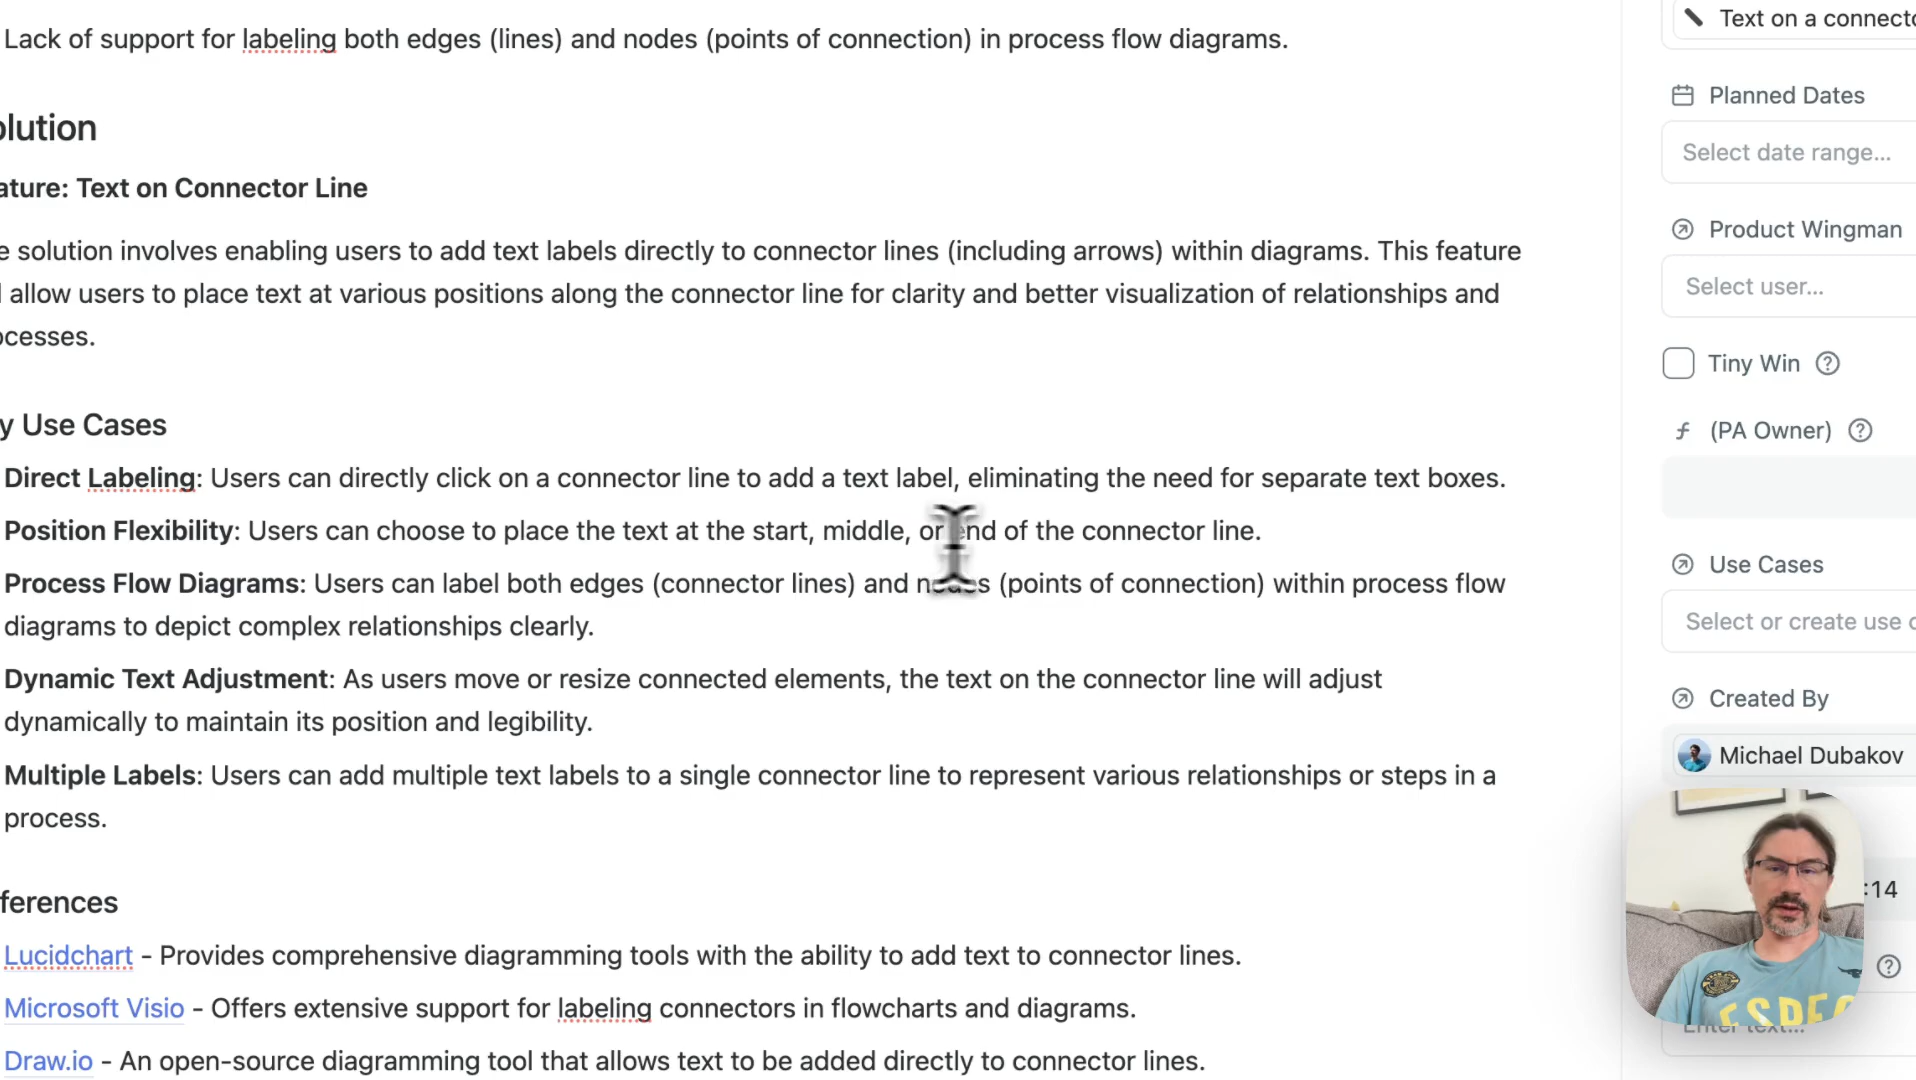 Lack of support for labeling both edges (lines) and nodes (points of connection) in process flow diagrams.
olution
ature: Text on Connector Line
e solution involves enabling users to add text labels directly to connector lines (including arrows) within diagrams. This feature
l allow users to place text at various positions along the connector line for clarity and better visualization of relationships and
ocesses.
y Use Cases
Direct Labeling: Users can directly click on a connector line to add a text label, eliminating the need for separate text boxes.
Position Flexibility: Users can choose to place the text at the start, middle, or end of the connector line.
Process Flow Diagrams: Users can label both edges (connector lines) and nodes (points of connection) within process flow
diagrams to depict complex relationships clearly.
Dynamic Text Adjustment: As users move or resize connected elements, the text on the connector line will adjust
dynamically to maintain its position and legibility.
Multiple Labels: Users can add multiple text labels to a single connector line to represent various relationships or steps in a
process.
ferences
Lucidchart - Provides comprehensive diagramming tools with the ability to add text to connector lines.
Microsoft Visio - Offers extensive support for labeling connectors in flowcharts and diagrams.
Draw.io - An open-source diagramming tool that allows text to be added directly to connector lines.
Text on a connect
Planned Dates
Select date range...
Product Wingman
Select user...
Tiny Win
(PA Owner)
Use Cases
Select or create use c
Created By
Michael Dubakov
:14
Enter text...